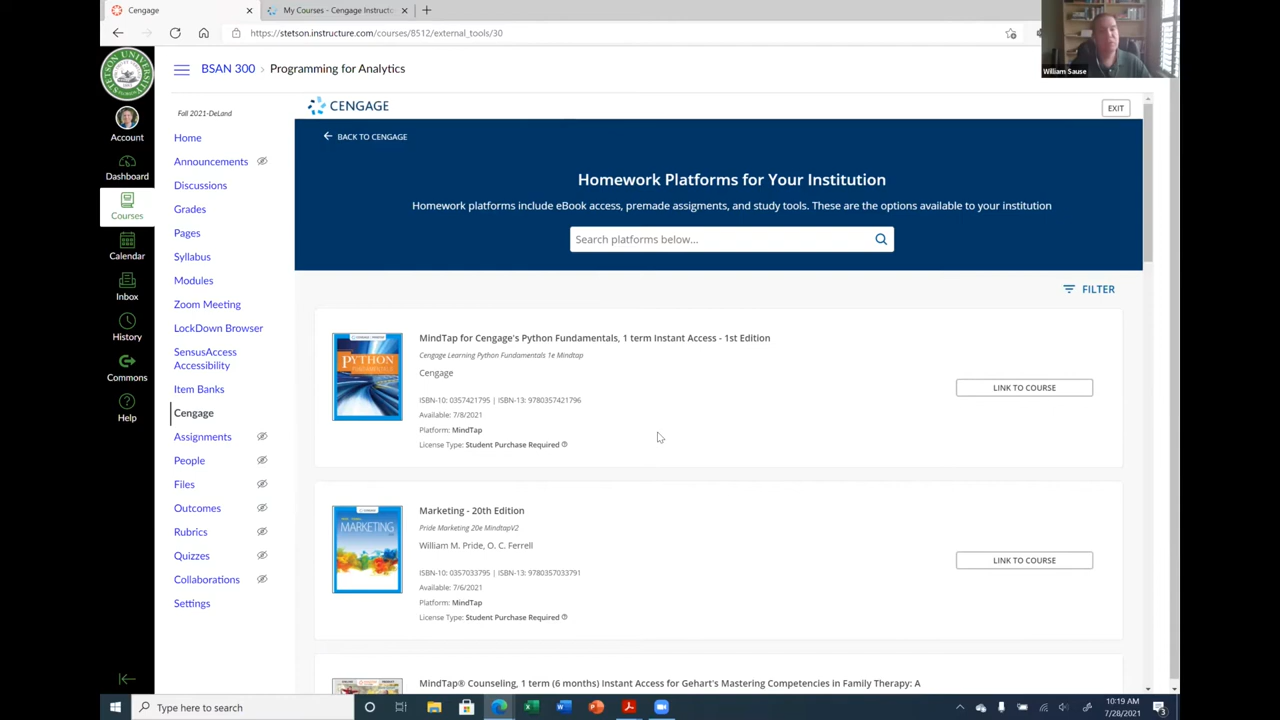 Cengage
My Courses - Cengage Instruct
https://stetson.instructure.com/courses/8512/external_tools/30
William Sause
BSAN 300 > Programming for Analytics
Fall 2021-DeLand
Account
Dashboard
Courses
Calendar
Inbox
History
Commons
Help
Home
Announcements
Discussions
Grades
Pages
Syllabus
Modules
Zoom Meeting
LockDown Browser
SensusAccess
Accessibility
Item Banks
Cengage
Assignments
People
Files
Outcomes
Rubrics
Quizzes
Collaborations
Settings
CENGAGE
EXIT
BACK TO CENGAGE
Homework Platforms for Your Institution
Homework platforms include eBook access, premade assigments, and study tools. These are the options available to your institution
Search platforms below...
FILTER
PYTHON
MindTap for Cengage's Python Fundamentals, 1 term Instant Access - 1st Edition
Cengage Learning Python Fundamentals 1e Mindtap
Cengage
ISBN-10: 0357421795 | ISBN-13: 9780357421796
Available: 7/8/2021
Platform: MindTap
License Type: Student Purchase Required
LINK TO COURSE
MARKETING
Marketing - 20th Edition
Pride Marketing 20e MindtapV2
William M. Pride, O. C. Ferrell
ISBN-10: 0357033795 | ISBN-13: 9780357033791
Available: 7/6/2021
Platform: MindTap
License Type: Student Purchase Required
LINK TO COURSE
MindTap® Counseling, 1 term (6 months) Instant Access for Gehart's Mastering Competencies in Family Therapy: A
Type here to search
10:19 AM
7/28/2021
3